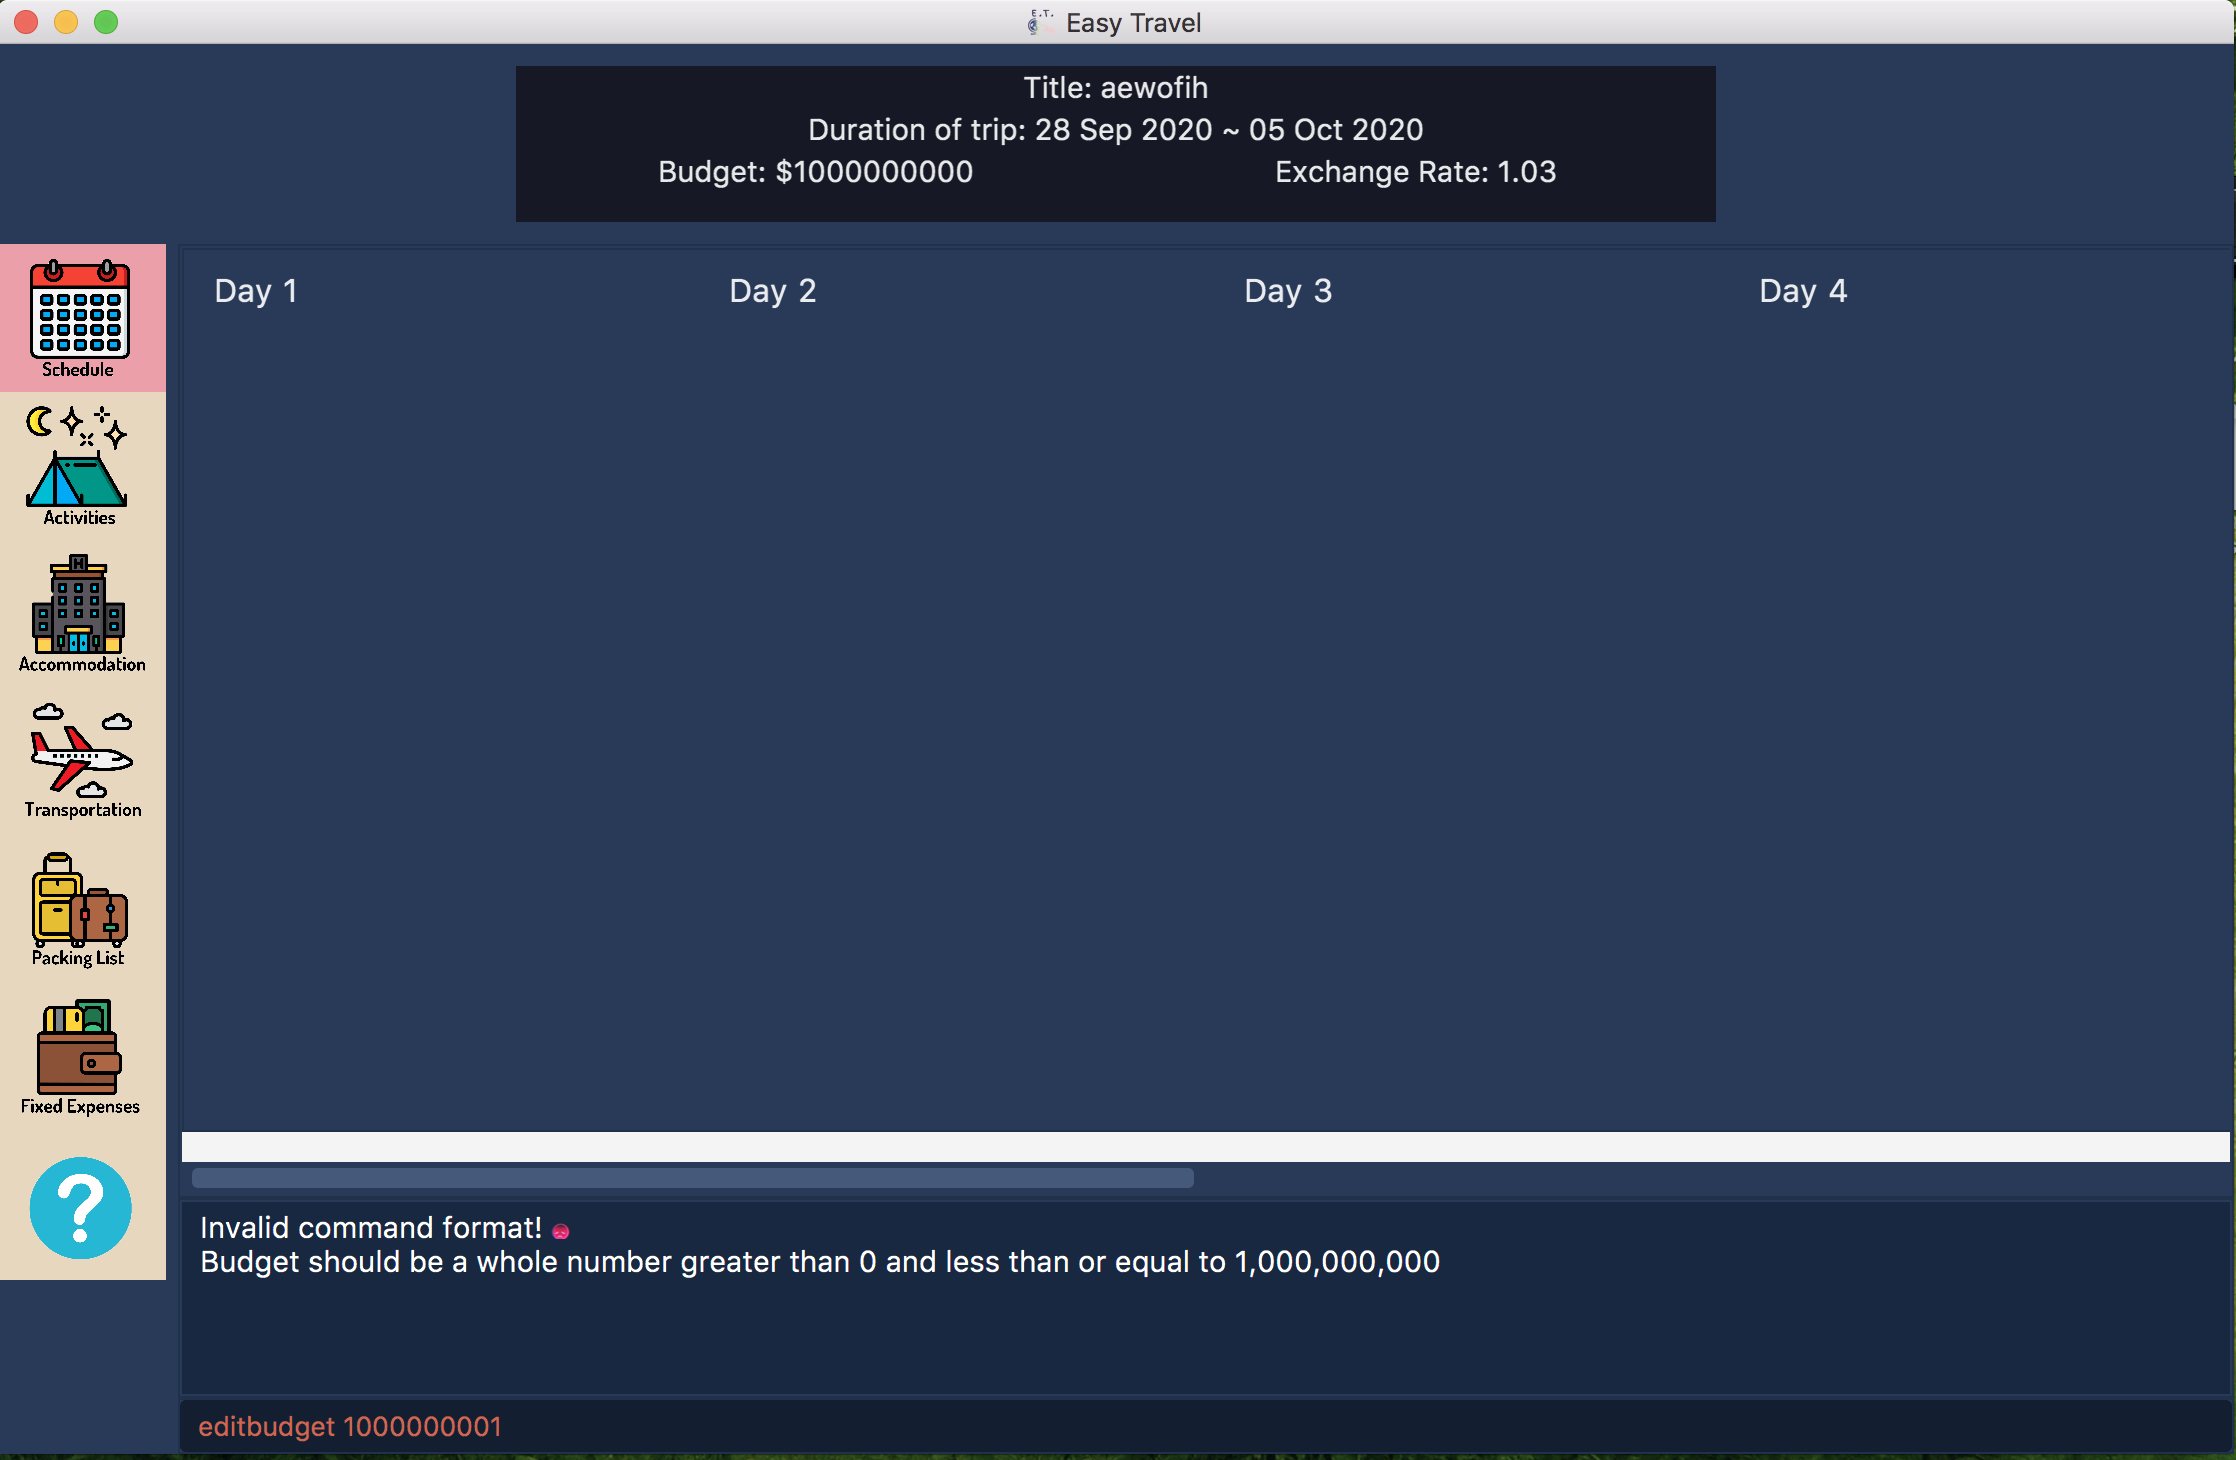 E.T.
Easy Travel
Title: aewofih
Duration of trip: 28 Sep 2020 ~ 05 Oct 2020
Budget: $1000000000 Exchange Rate: 1.03
Schedule
Activities
H
Accommodation
Transportation
Packing List
Fixed Expenses
?
Day 1 Day 2 Day 3 Day 4
Invalid command format!
Budget should be a whole number greater than 0 and less than or equal to 1,000,000,000
editbudget 1000000001